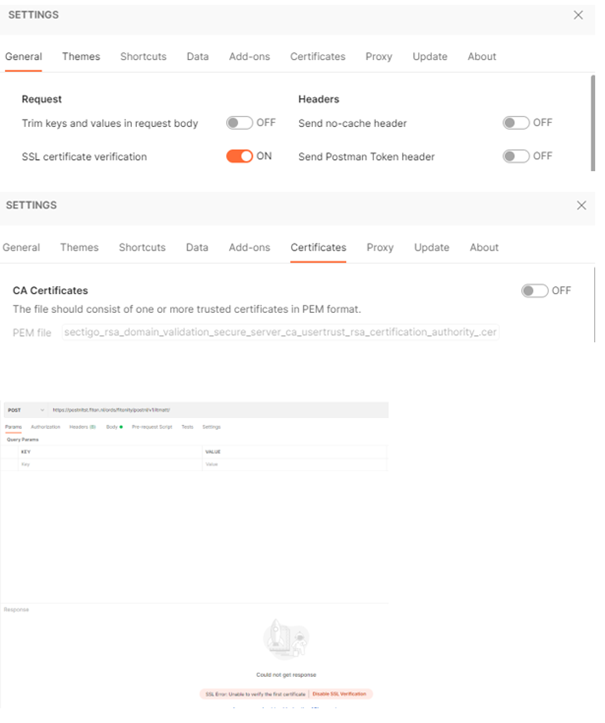 SETTINGS
General Themes Shortcuts Data Add-ons Certificates Proxy Update About
Request Headers
Trim keys and values in request body OFF Send no-cache header OFF
SSL certificate verification ON Send Postman Token header OFF
SETTINGS
General Themes Shortcuts Data Add-ons Certificates Proxy Update About
CA Certificates OFF
The file should consist of one or more trusted certificates in PEM format.
PEM file sectigo_rsa_domain_validation_secure_server_ca_usertrust_rsa_certification_authority_.cer
POST
Params Authorization Headers Body Pre-request Script Tests Settings
Query Params
KEY VALUE
Key Value
Response
Could not get response
SSL Error: Unable to verify the first certificate | Disable SSL Verification